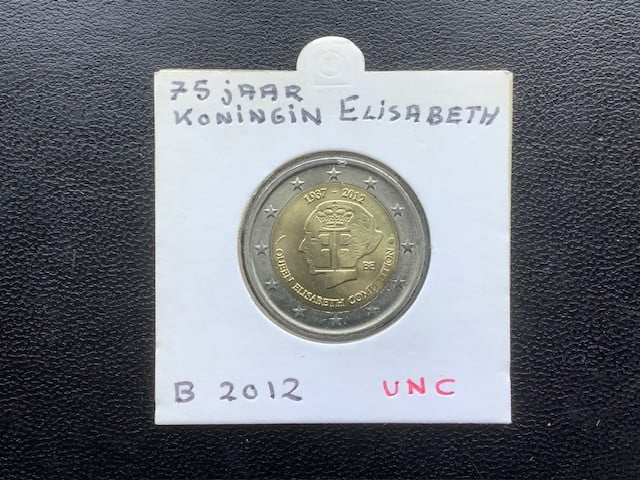 75 jAAR
KONINGIN ELISABETH
1937 - 2012
BE
QUEEN ELISABETH COMPETITION
B 2012 UNC